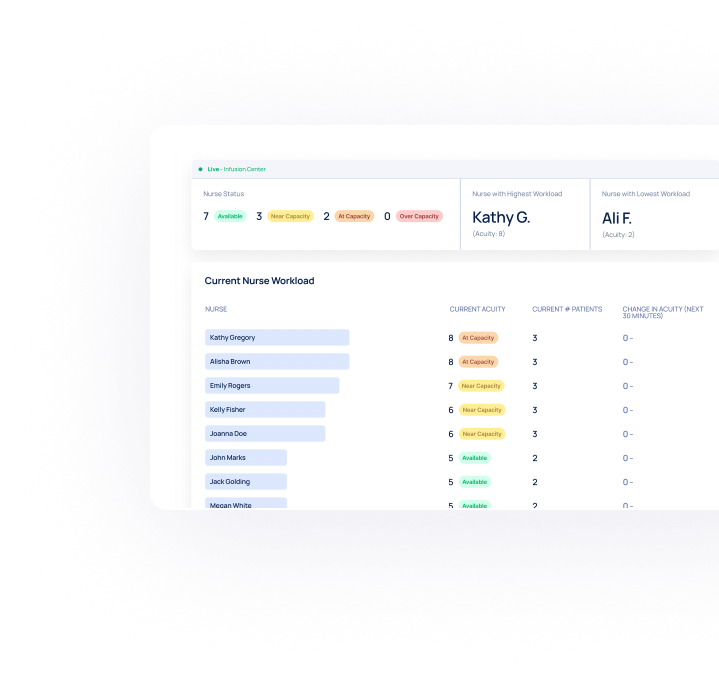 Live - Infusion Center
Nurse Status
7 Available 3 Near Capacity 2 At Capacity 0 Over Capacity
Nurse with Highest Workload
Kathy G.
(Acuity: 8)
Nurse with Lowest Workload
Ali F.
(Acuity: 2)
Current Nurse Workload
NURSE CURRENT ACUITY CURRENT # PATIENTS CHANGE IN ACUITY (NEXT
30 MINUTES)
Kathy Gregory 8 At Capacity 3 0 -
Alisha Brown 8 At Capacity 3 0 -
Emily Rogers 7 Near Capacity 3 0 -
Kelly Fisher 6 Near Capacity 3 0 -
Joanna Doe 6 Near Capacity 3 0 -
John Marks 5 Available 2 0 -
Jack Golding 5 Available 2 0 -
Megan White 5 Available 2 0 -